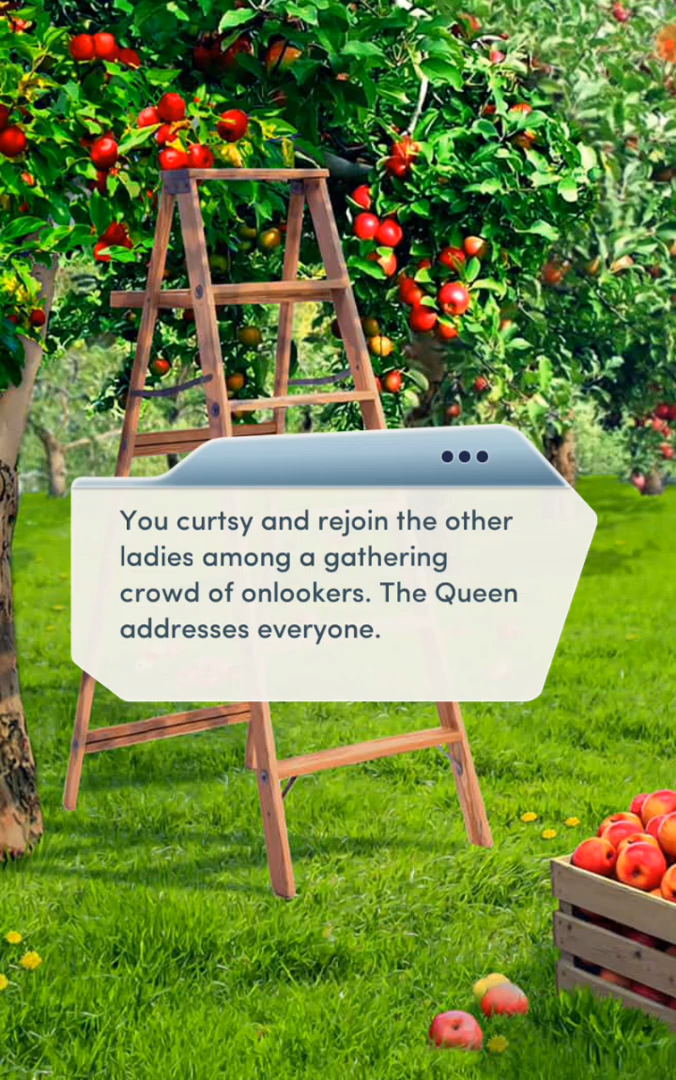 You curtsy and rejoin the other
ladies among a gathering
crowd of onlookers. The Queen
addresses everyone.